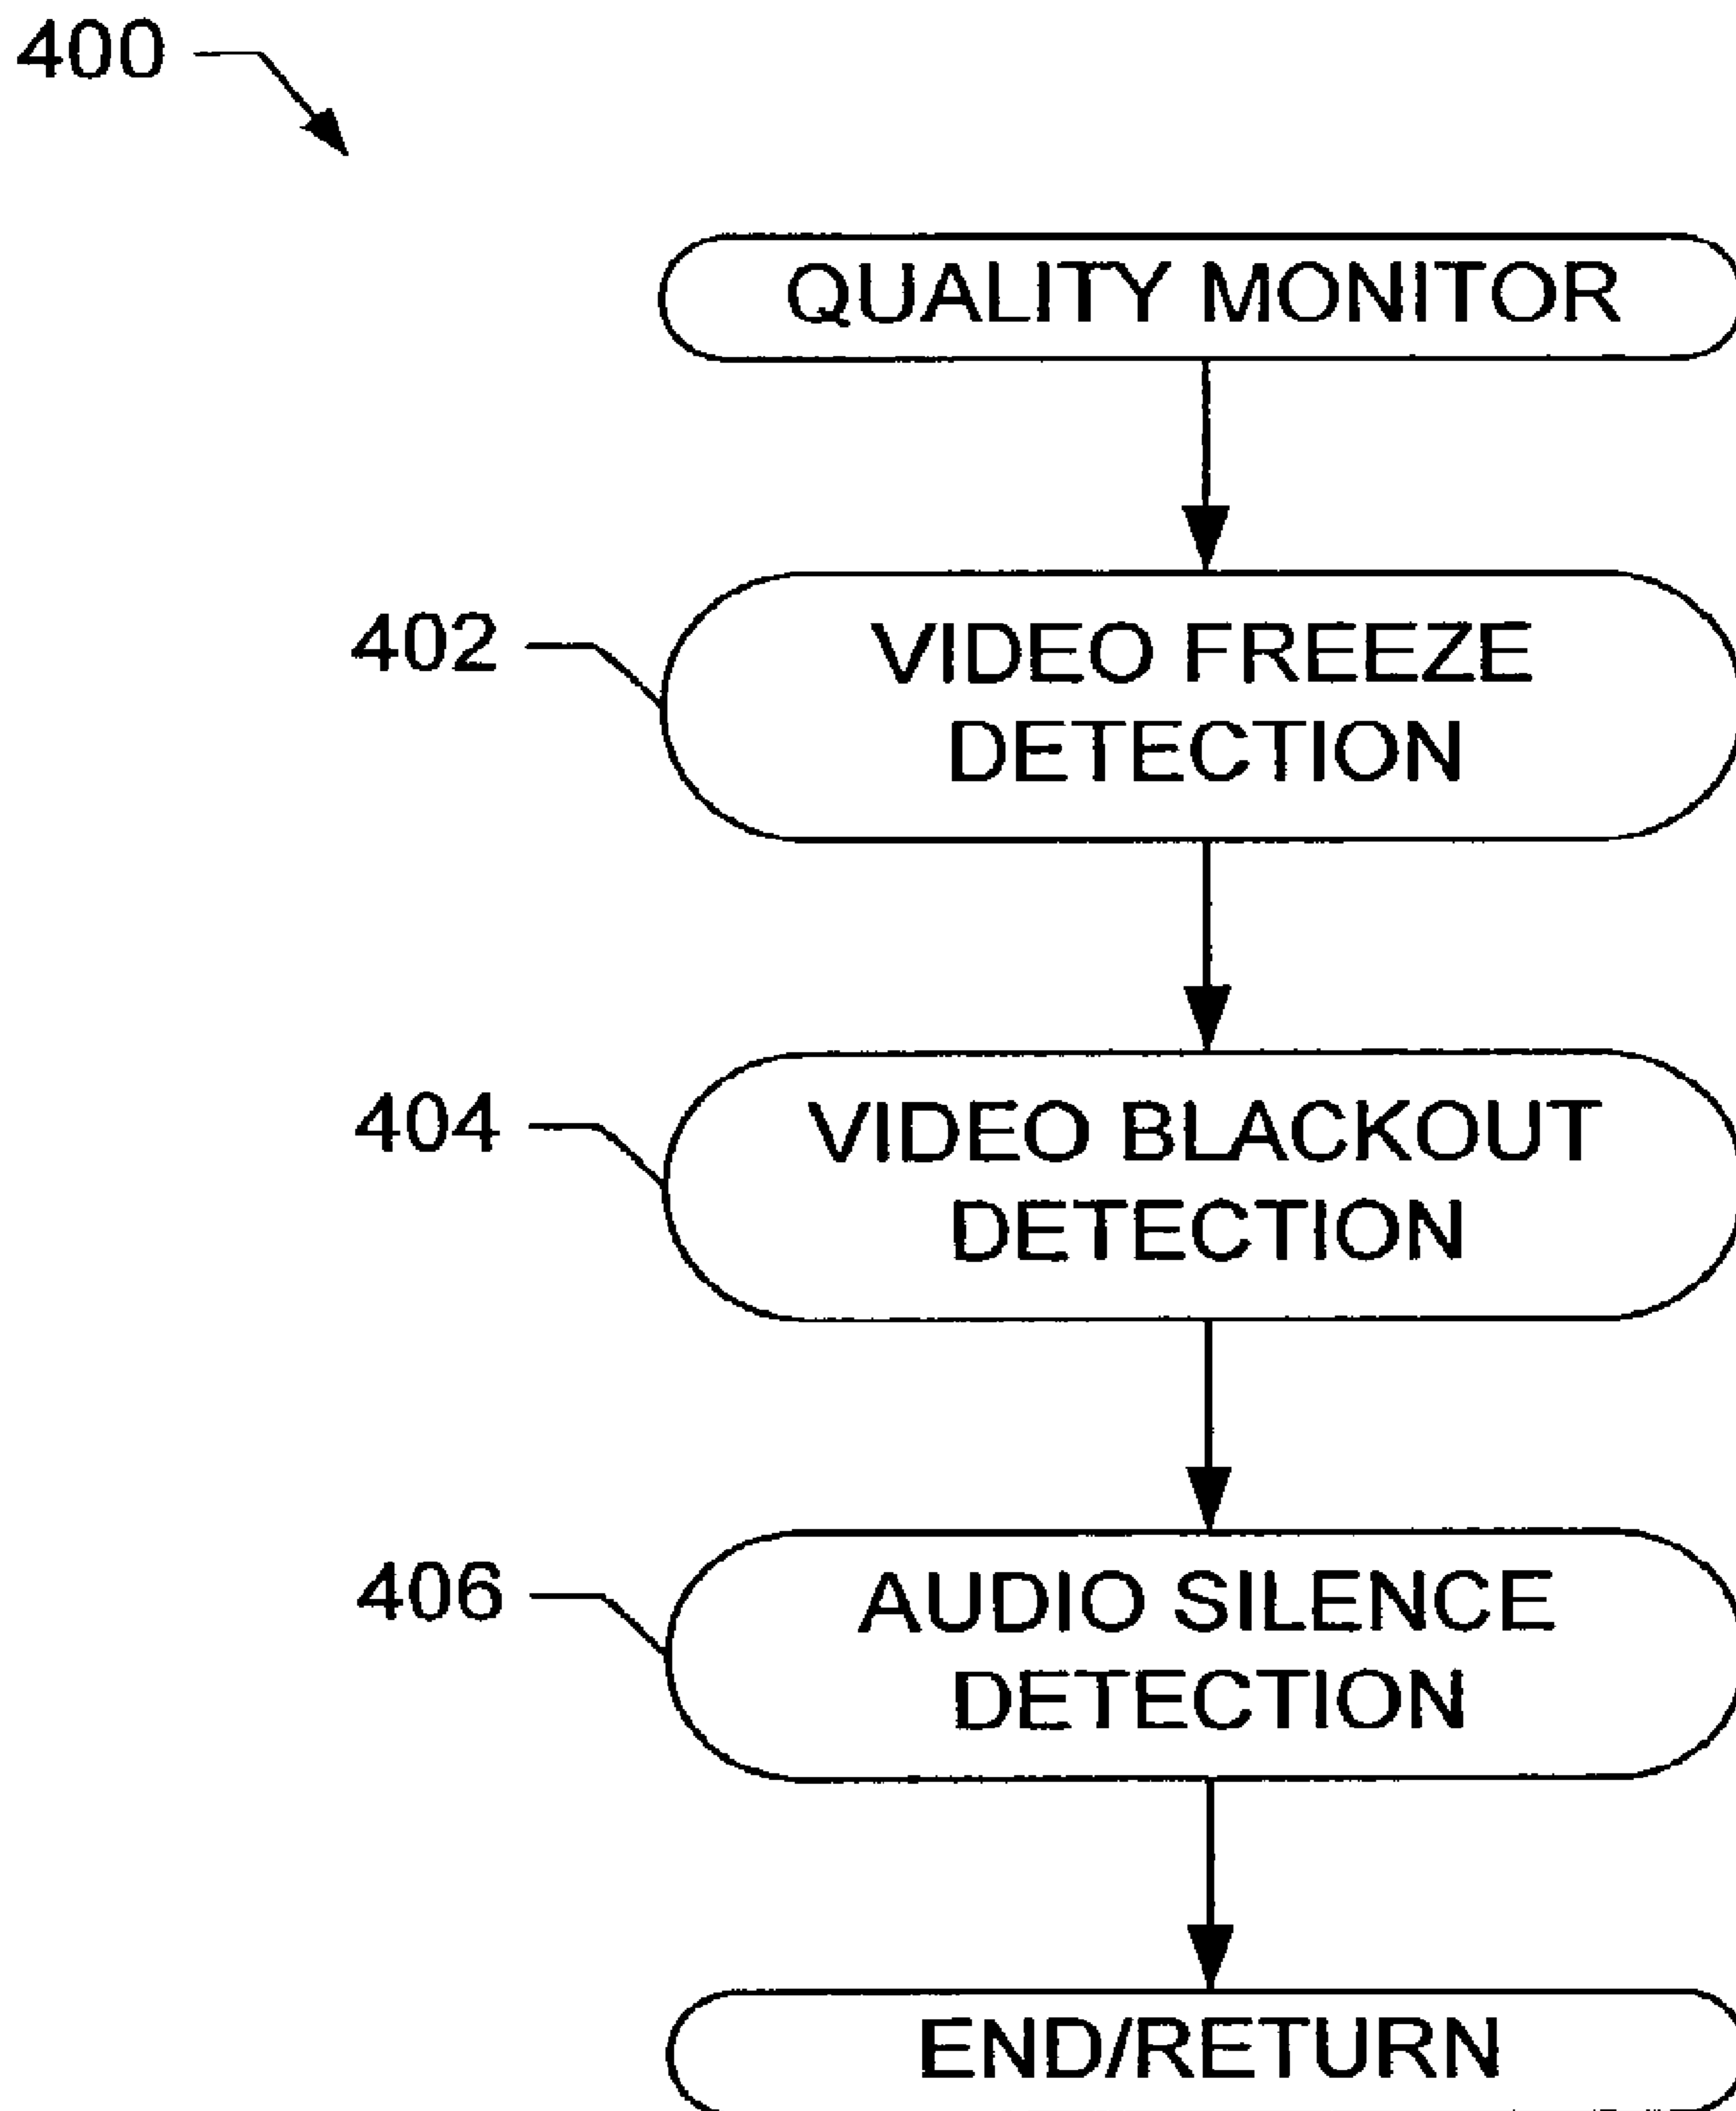 400
QUALITY MONITOR
402
VIDEO FREEZE
DETECTION
404
VIDEO BLACKOUT
DETECTION
406
AUDIO SILENCE
DETECTION
END/RETURN